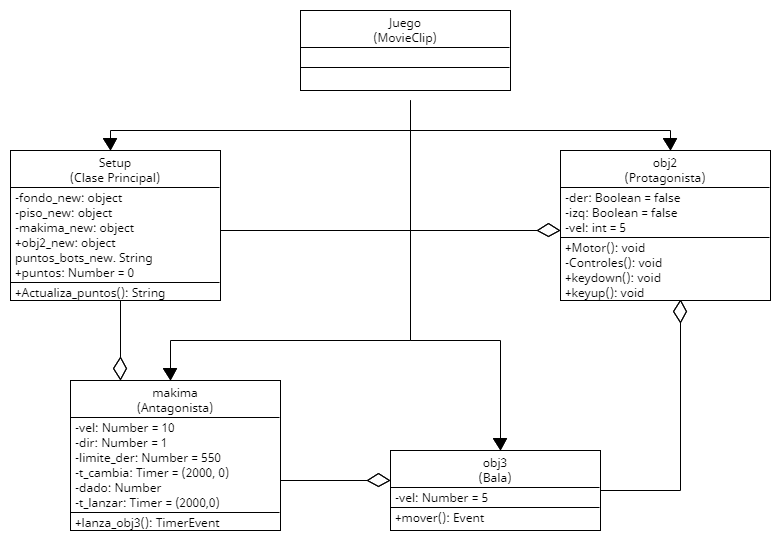 Juego
(MovieClip)
Setup
(Clase Principal)
-fondo_new: object
-piso_new: object
-makima_new: object
+obj2_new: object
puntos_bots_new. String
+puntos: Number = 0
+Actualiza_puntos(): String
obj2
(Protagonista)
-der: Boolean = false
-izq: Boolean = false
-vel: int = 5
+Motor(): void
-Controles(): void
+keydown(): void
+keyup(): void
makima
(Antagonista)
-vel: Number = 10
-dir: Number = 1
-limite_der: Number = 550
-t_cambia: Timer = (2000, 0)
-dado: Number
-t_lanzar: Timer = (2000,0)
+lanza_obj3(): TimerEvent
obj3
(Bala)
-vel: Number = 5
+mover(): Event